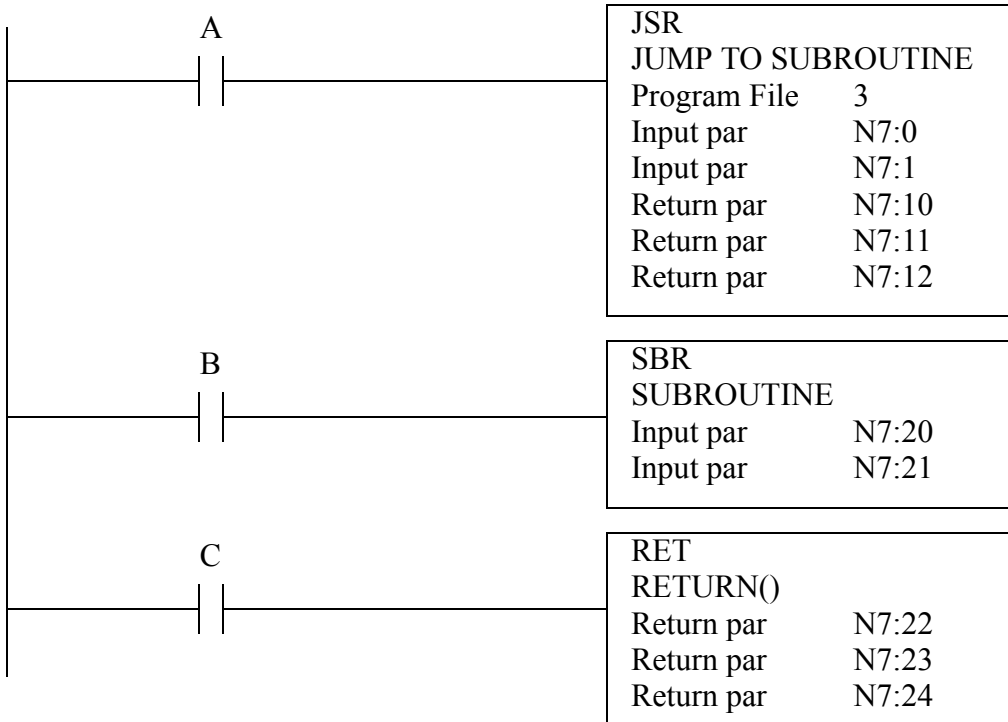 A
JSR
JUMP TO SUBROUTINE
Program File 3
Input par N7:0
Input par N7:1
Return par N7:10
Return par N7:11
Return par N7:12
B
SBR
SUBROUTINE
Input par N7:20
Input par N7:21
C
RET
RETURN()
Return par N7:22
Return par N7:23
Return par N7:24